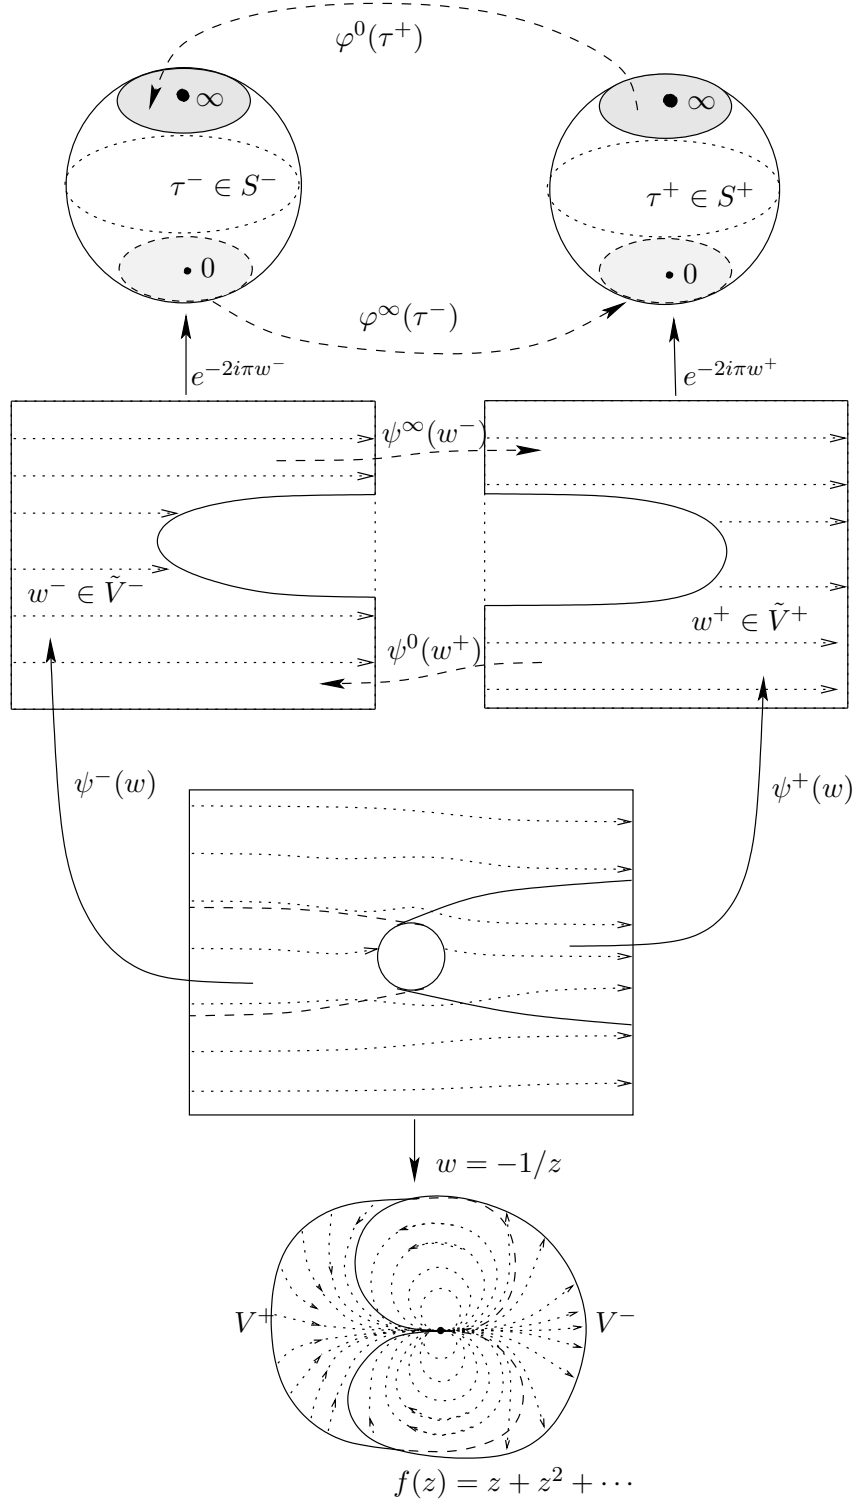 φ⁰(τ⁺)
∞
∞
τ⁻ ∈ S⁻
τ⁺ ∈ S⁺
0
0
φ^∞(τ⁻)
e^{-2iπw⁻}
e^{-2iπw⁺}
ψ^∞(w⁻)
w⁻ ∈ Ṽ⁻
w⁺ ∈ Ṽ⁺
ψ⁰(w⁺)
ψ⁻(w)
ψ⁺(w)
w = −1/z
V⁺
V⁻
f(z) = z + z² + ⋯